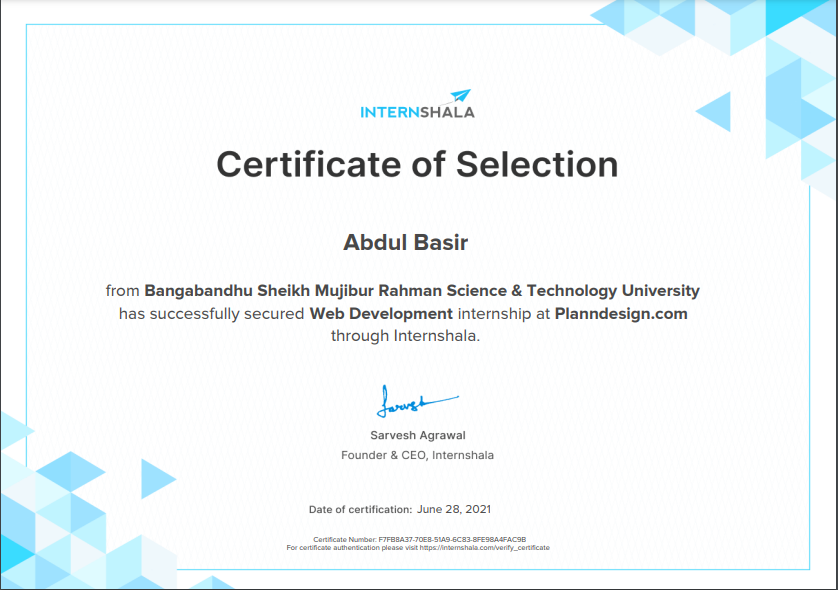 INTERNSHALA
Certificate of Selection
Abdul Basir
from Bangabandhu Sheikh Mujibur Rahman Science & Technology University
has successfully secured Web Development internship at Planndesign.com
through Internshala.
Sarvesh
Sarvesh Agrawal
Founder & CEO, Internshala
Date of certification: June 28, 2021
Certificate Number: F7FB8A37-70E8-51A9-6C83-8FE98A4FAC9B
For certificate authentication please visit https://internshala.com/verify_certificate